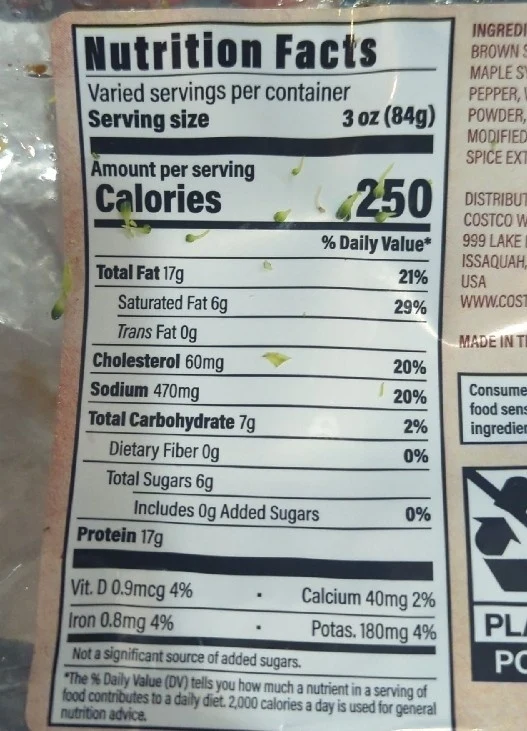 Nutrition Facts
Varied servings per container
Serving size 3 oz (84g)
Amount per serving
Calories 250
% Daily Value*
Total Fat 17g 21%
Saturated Fat 6g 29%
Trans Fat 0g
Cholesterol 60mg 20%
Sodium 470mg 20%
Total Carbohydrate 7g 2%
Dietary Fiber 0g 0%
Total Sugars 6g
Includes 0g Added Sugars 0%
Protein 17g
Vit. D 0.9mcg 4% · Calcium 40mg 2%
Iron 0.8mg 4% · Potas. 180mg 4%
Not a significant source of added sugars.
*The % Daily Value (DV) tells you how much a nutrient in a serving of
food contributes to a daily diet. 2,000 calories a day is used for general
nutrition advice.
INGREDI
BROWN S
MAPLE SY
PEPPER,
POWDER,
MODIFIED
SPICE EXT
DISTRIBUT
COSTCO W
999 LAKE
ISSAQUAH,
USA
WWW.COST
MADE IN T
Consume
food sens
ingredien
PLA
PO